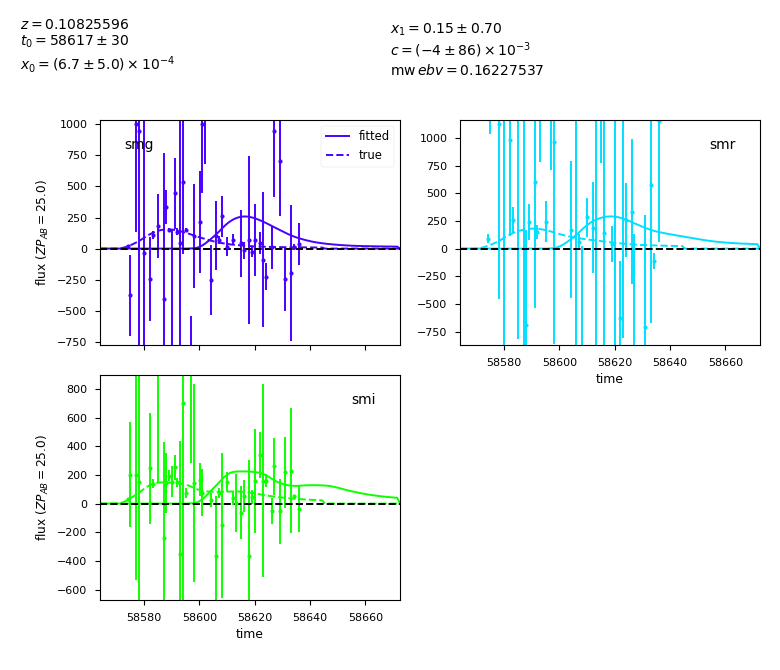 z = 0.10825596
t₀ = 58617 ± 30
x₀ = (6.7 ± 5.0) × 10⁻⁴
x₁ = 0.15 ± 0.70
c = (−4 ± 86) × 10⁻³
mw ebv = 0.16227537
smg
fitted
true
1000
750
500
250
0
−250
−500
−750
flux (ZP_AB = 25.0)
smr
1000
750
500
250
0
−250
−500
−750
58580 58600 58620 58640 58660
time
smi
800
600
400
200
0
−200
−400
−600
flux (ZP_AB = 25.0)
58580 58600 58620 58640 58660
time